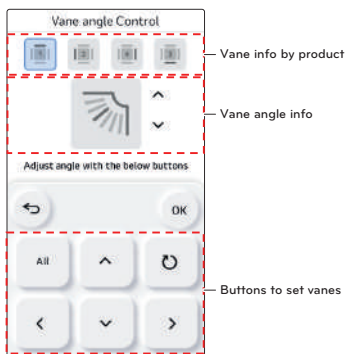 Vane angle Control
Vane info by product
Vane angle info
Adjust angle with the below buttons
OK
All
Buttons to set vanes